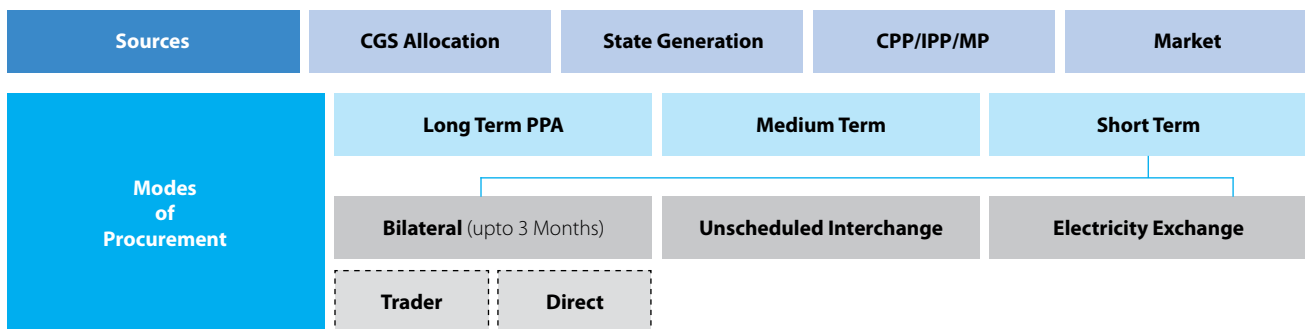 Sources
CGS Allocation
State Generation
CPP/IPP/MP
Market
Modes
of
Procurement
Long Term PPA
Medium Term
Short Term
Bilateral (upto 3 Months)
Unscheduled Interchange
Electricity Exchange
Trader
Direct